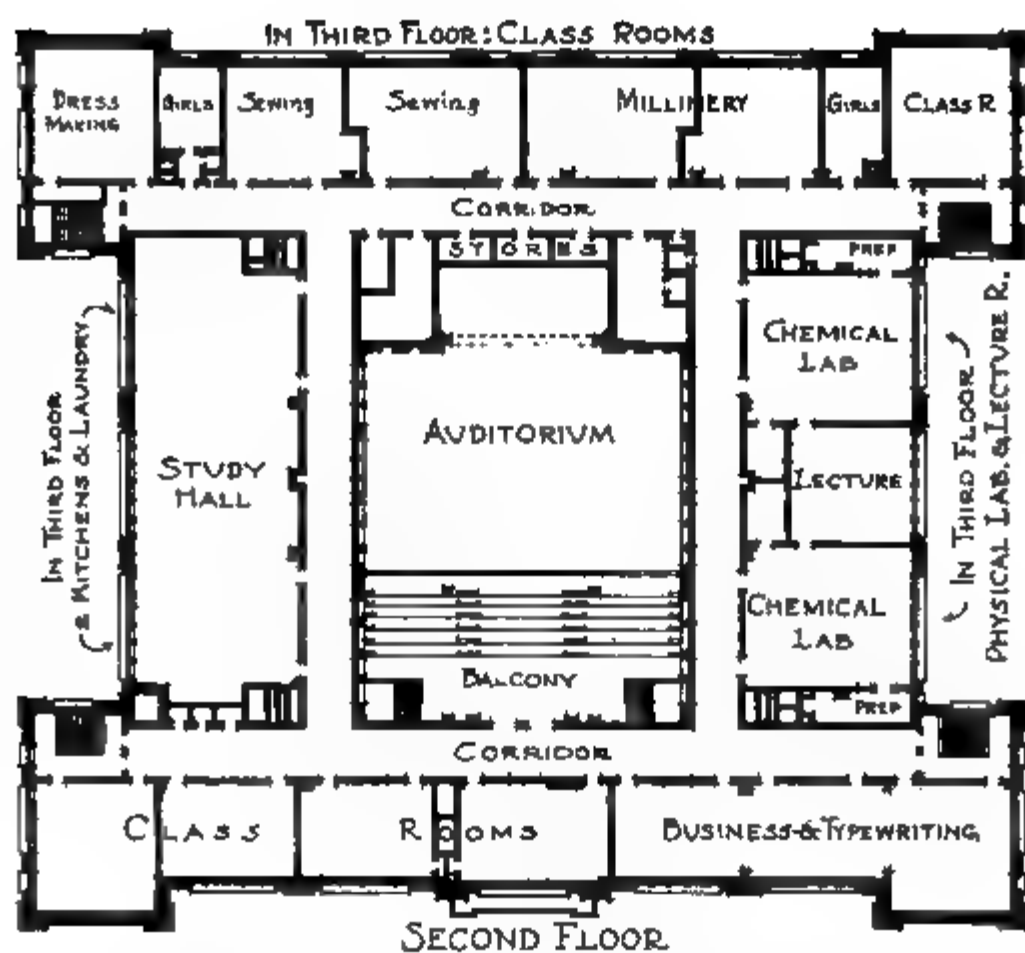 IN THIRD FLOOR: CLASS ROOMS
DRESS
MAKING
GIRLS
SEWING
SEWING
MILLINERY
GIRLS
CLASS R
CORRIDOR
STORES
PREP
CHEMICAL
LAB
AUDITORIUM
STUDY
HALL
LECTURE
IN THIRD FLOOR
2 KITCHENS & LAUNDRY
IN THIRD FLOOR
PHYSICAL LAB. & LECTURE R.
CHEMICAL
LAB
BALCONY
PREP
CORRIDOR
CLASS ROOMS
BUSINESS & TYPEWRITING
SECOND FLOOR